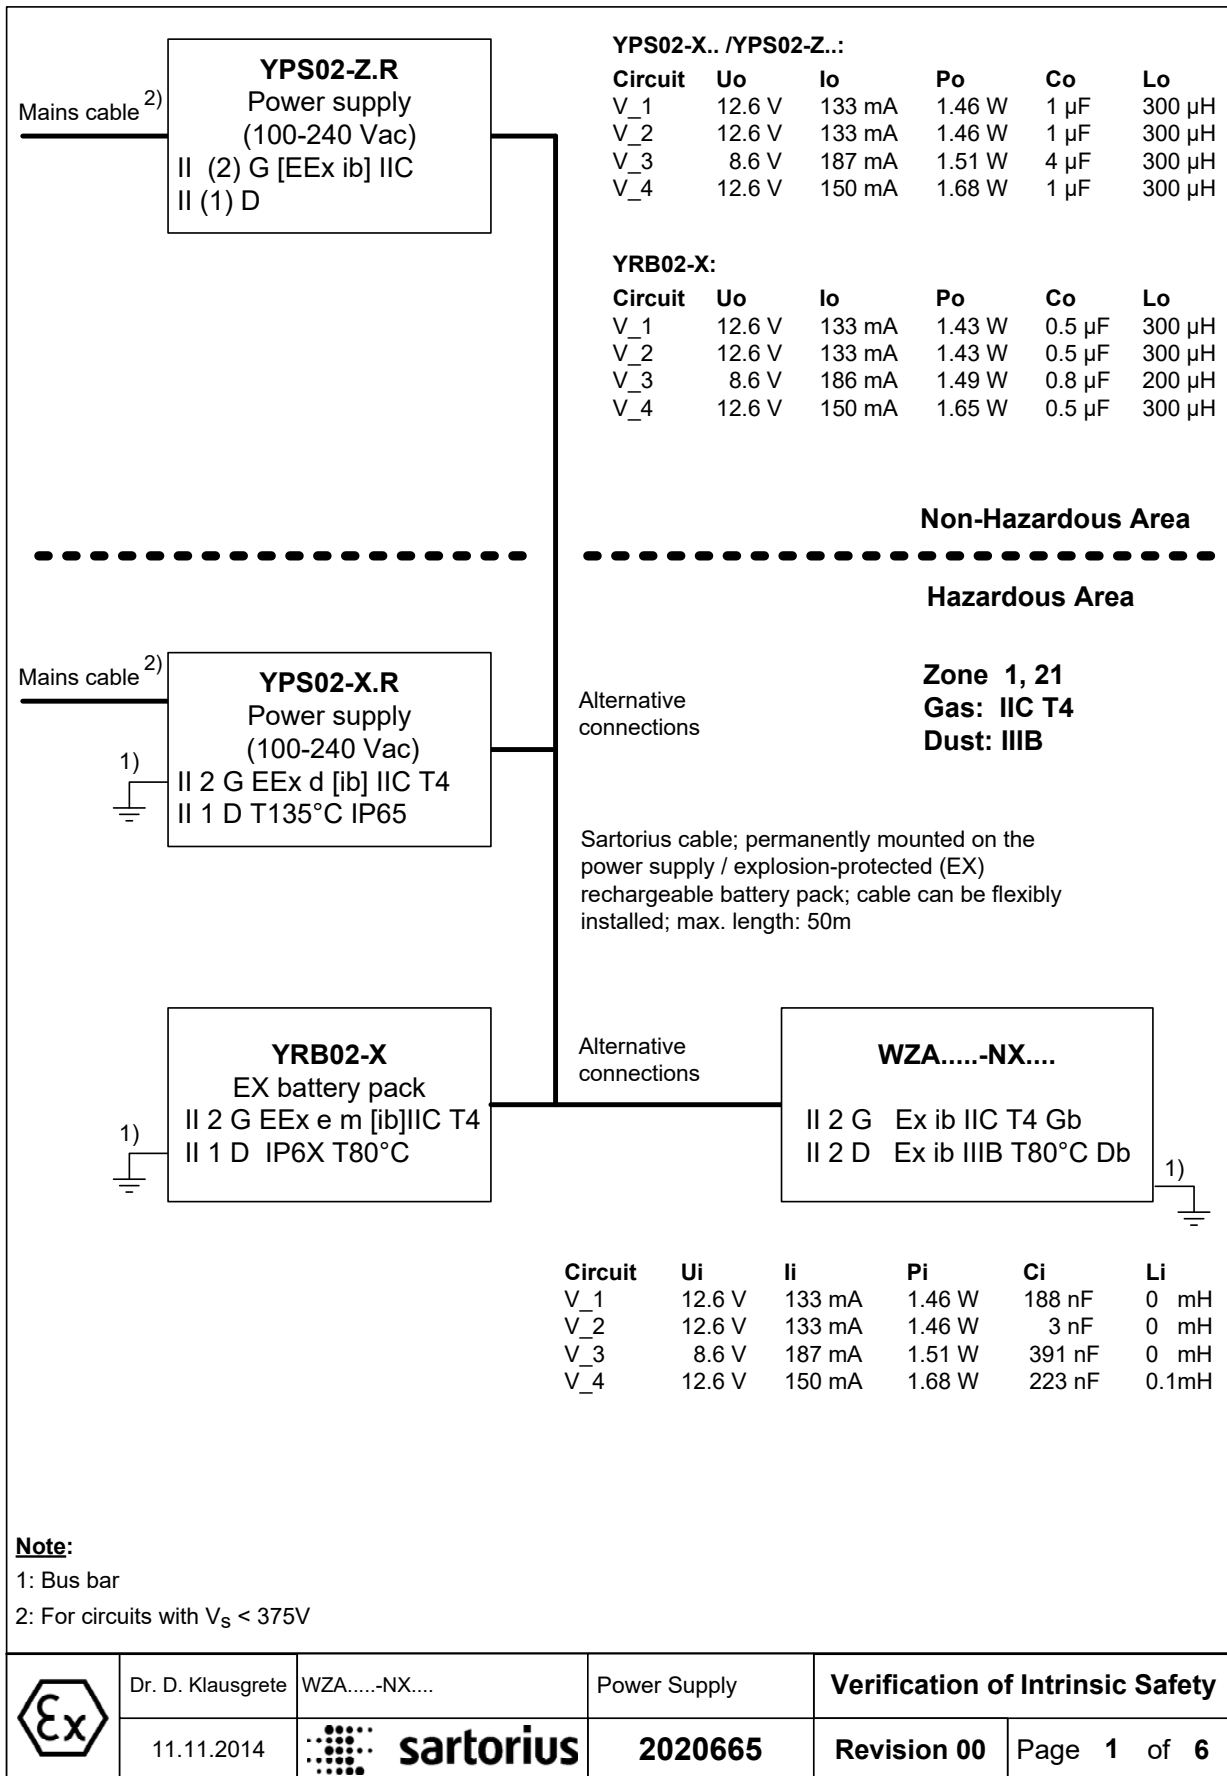 YPS02-Z.R
Power supply
(100-240 Vac)
II (2) G [EEx ib] IIC
II (1) D
Mains cable 2)
YPS02-X.. /YPS02-Z..:
Circuit Uo Io Po Co Lo
V_1 12.6 V 133 mA 1.46 W 1 µF 300 µH
V_2 12.6 V 133 mA 1.46 W 1 µF 300 µH
V_3 8.6 V 187 mA 1.51 W 4 µF 300 µH
V_4 12.6 V 150 mA 1.68 W 1 µF 300 µH
YRB02-X:
Circuit Uo Io Po Co Lo
V_1 12.6 V 133 mA 1.43 W 0.5 µF 300 µH
V_2 12.6 V 133 mA 1.43 W 0.5 µF 300 µH
V_3 8.6 V 186 mA 1.49 W 0.8 µF 200 µH
V_4 12.6 V 150 mA 1.65 W 0.5 µF 300 µH
Non-Hazardous Area
Hazardous Area
Zone 1, 21
Gas: IIC T4
Dust: IIIB
Mains cable 2)
YPS02-X.R
Power supply
(100-240 Vac)
II 2 G EEx d [ib] IIC T4
II 1 D T135°C IP65
1)
Alternative
connections
Sartorius cable; permanently mounted on the
power supply / explosion-protected (EX)
rechargeable battery pack; cable can be flexibly
installed; max. length: 50m
YRB02-X
EX battery pack
II 2 G EEx e m [ib]IIC T4
II 1 D IP6X T80°C
1)
Alternative
connections
WZA.....-NX....
II 2 G Ex ib IIC T4 Gb
II 2 D Ex ib IIIB T80°C Db
1)
Circuit Ui Ii Pi Ci Li
V_1 12.6 V 133 mA 1.46 W 188 nF 0 mH
V_2 12.6 V 133 mA 1.46 W 3 nF 0 mH
V_3 8.6 V 187 mA 1.51 W 391 nF 0 mH
V_4 12.6 V 150 mA 1.68 W 223 nF 0.1mH
Note:
1: Bus bar
2: For circuits with Vs < 375V
Ex
Dr. D. Klausgrete
WZA.....-NX....
Power Supply
Verification of Intrinsic Safety
11.11.2014
sartorius
2020665
Revision 00
Page 1 of 6